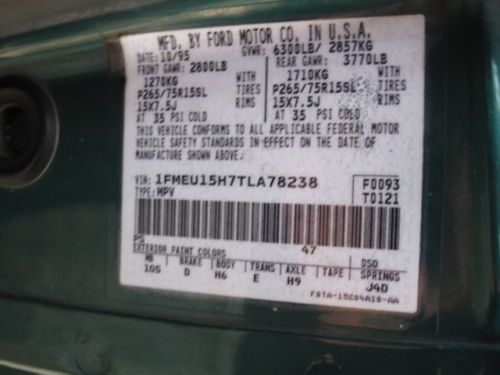 MFD. BY FORD MOTOR CO. IN U.S.A.
DATE: 10/95 GVWR: 6300LB/ 2857KG
FRONT GAWR: 2800LB REAR GAWR: 3770LB
1270KG WITH 1710KG WITH
P265/75R15SL TIRES P265/75R15SL TIRES
15X7.5J RIMS 15X7.5J RIMS
AT 35 PSI COLD AT 35 PSI COLD
THIS VEHICLE CONFORMS TO ALL APPLICABLE FEDERAL MOTOR
VEHICLE SAFETY STANDARDS IN EFFECT ON THE DATE OF
MANUFACTURE SHOWN ABOVE.
VIN: 1FMEU15H7TLA78238 F0093
TYPE: MPV T0121
PS 47
EXTERIOR PAINT COLORS DSO
WB BRAKE BODY TRANS AXLE TAPE SPRINGS
105 D H6 E H9 J4D
F8TA-15204A10-AA